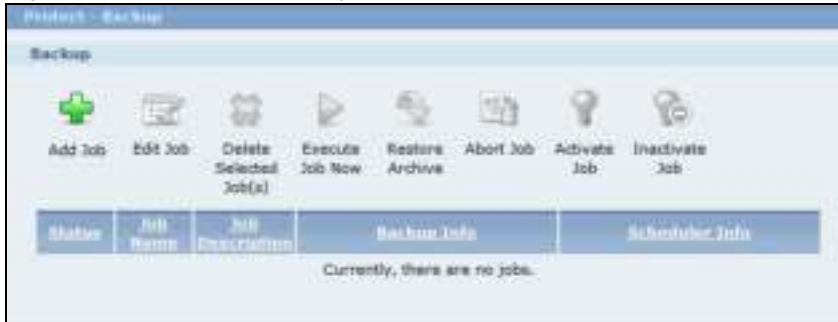 Protect > Backup
Backup
Add Job
Edit Job
Delete Selected Job(s)
Execute Job Now
Restore Archive
Abort Job
Activate Job
Inactivate Job
Status
Job Name
Job Description
Backup Info
Scheduler Info
Currently, there are no jobs.